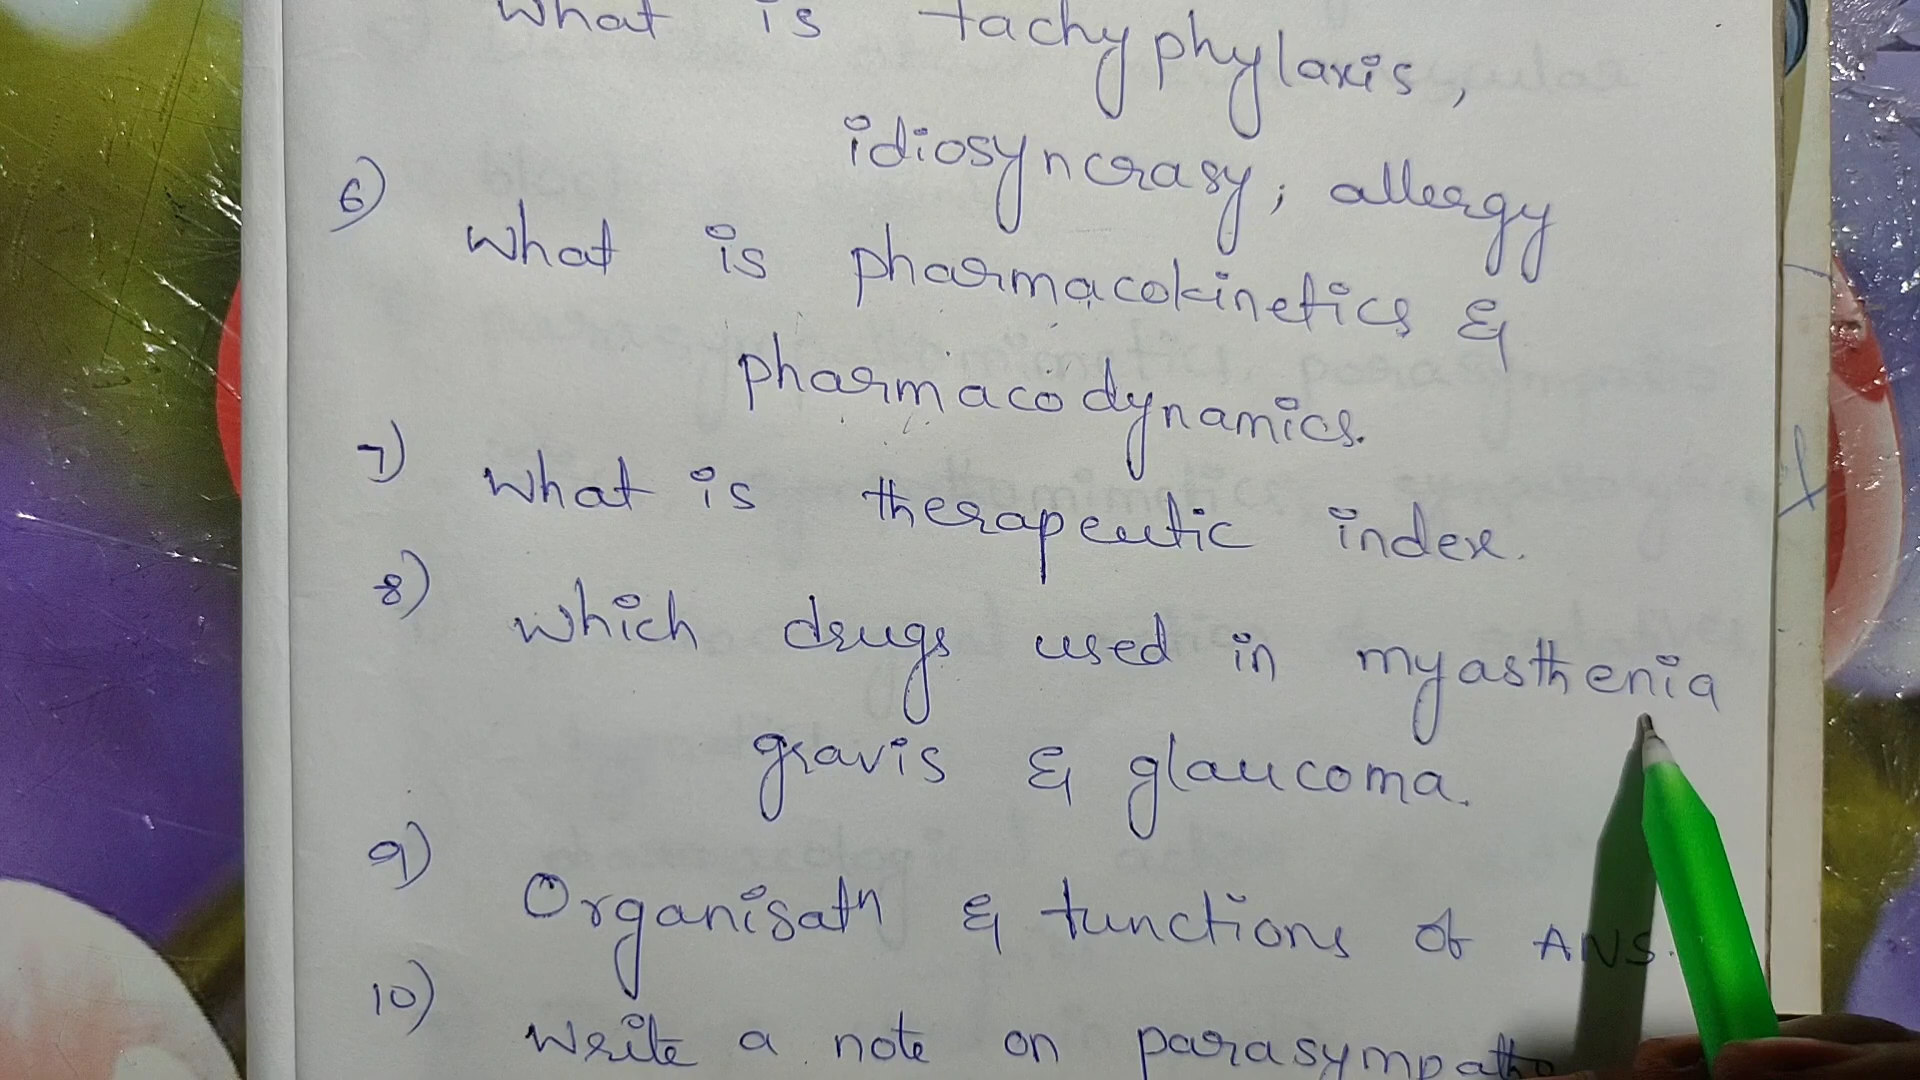 What is tachyphylaxis,
idiosyncrasy, allergy
6) What is pharmacokinetics &
pharmacodynamics.
7) What is therapeutic index.
8) Which drugs used in myasthenia
gravis & glaucoma.
9) Organisatn & functions of ANS.
10) Write a note on